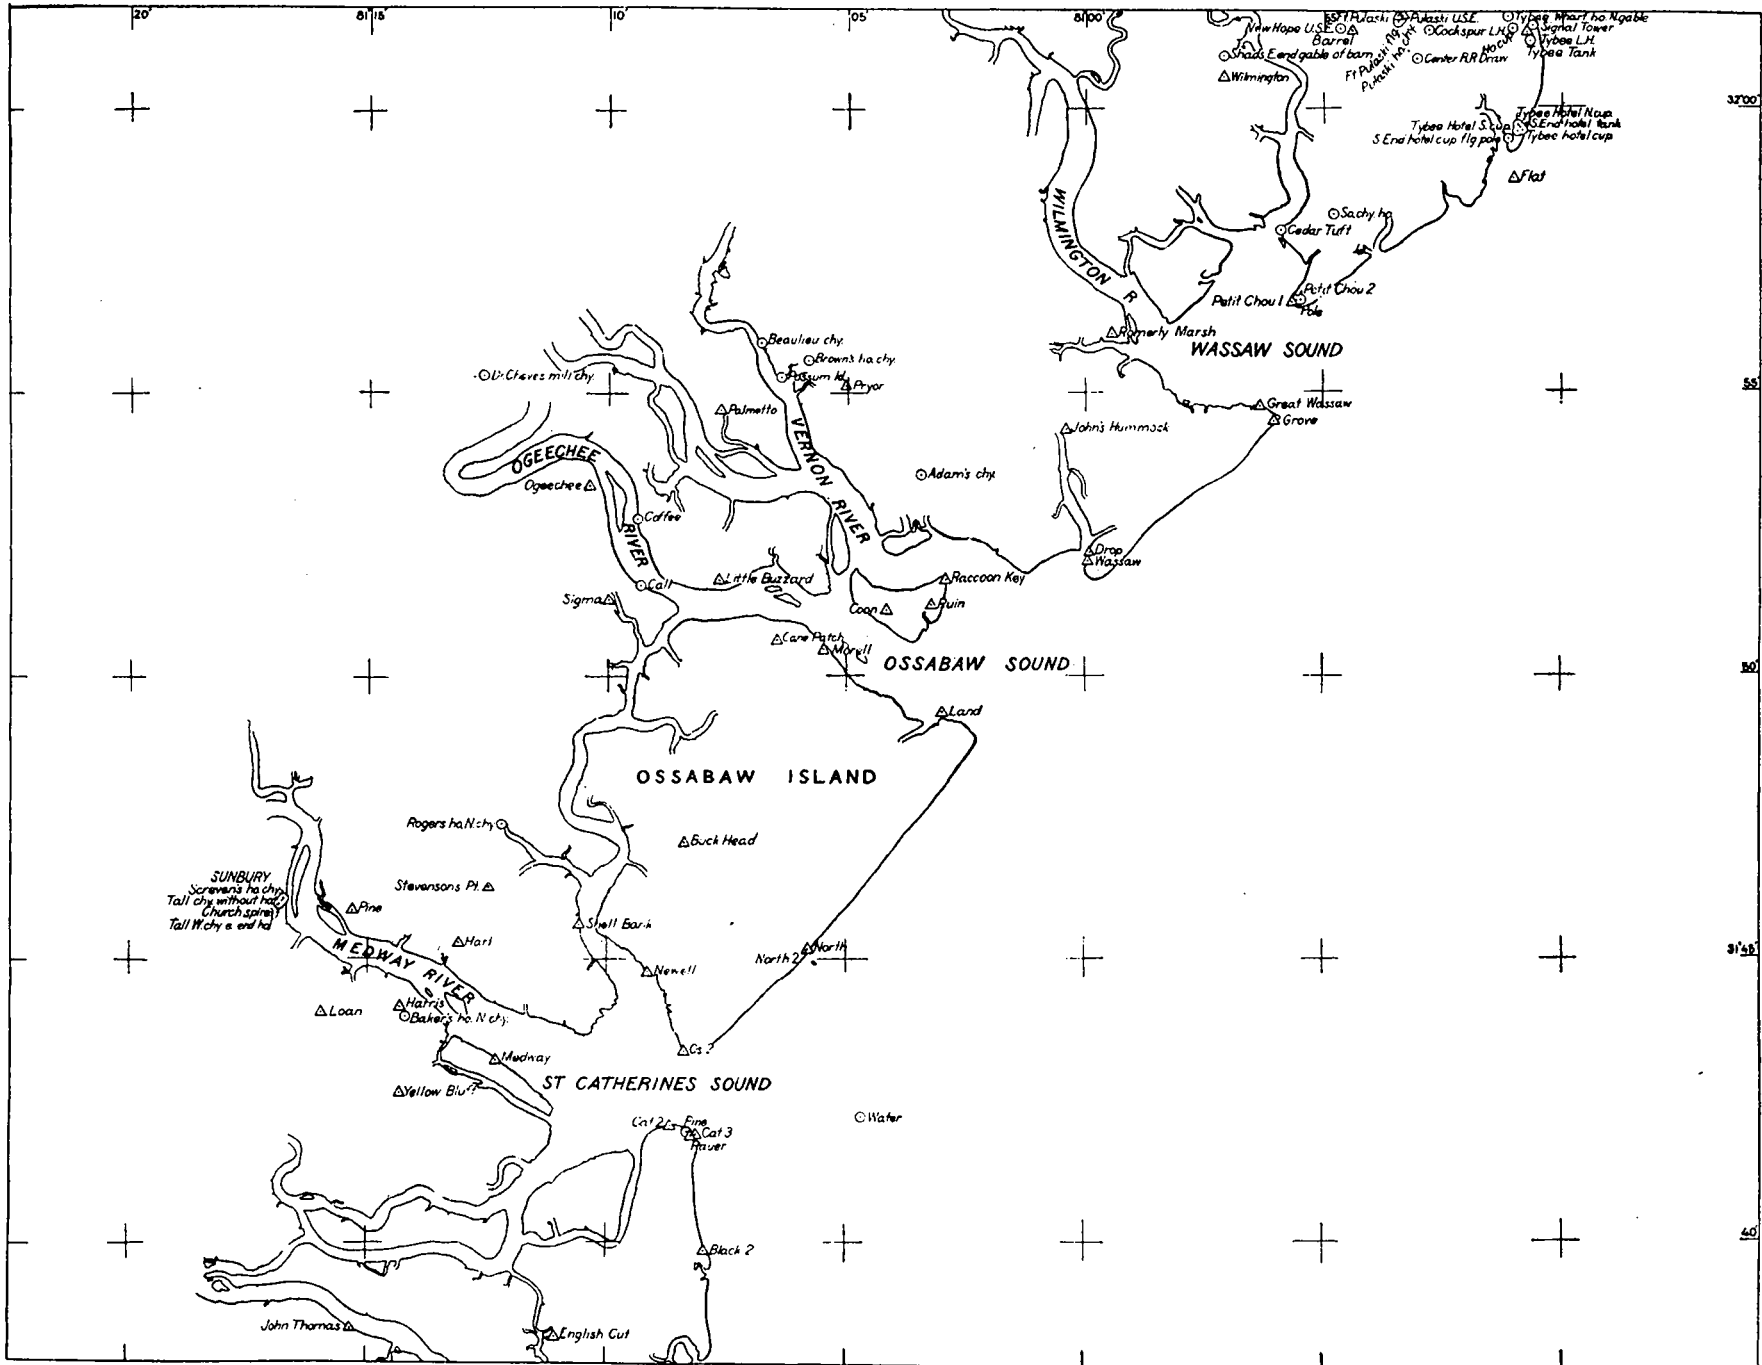 20'
81°15'
10'
05'
81°00'
New Hope U.S.E.
Barrel
Ft Pulaski
Pulaski U.S.E.
Cockspur L.H.
Tybee Wharf ho. N. gable
Signal Tower
Tybee L.H.
Tybee Tank
Shads E end gable of barn
Center R.R Draw
Wilmington
32°00'
Tybee Hotel N. cup
S. End hotel tank
Tybee Hotel S. cup
Tybee hotel cup
S. End hotel cup flg pole
Flat
WILMINGTON R
Sachy. ho
Cedar Tuft
Petit Chou 1
Petit Chou 2
Pole
Romerly Marsh
WASSAW SOUND
Beaulieu chy.
Brown's ho. chy.
Possum Id.
Pryor
Dr. Cheves mill chy.
55'
Palmetto
Great Wassaw
Grove
John's Hummock
VERNON RIVER
OGEECHEE RIVER
Ogeechee
Adam's chy.
Coffee
Drop
Wassaw
Call
Little Buzzard
Raccoon Key
Sigma
Coon
Ruin
Cane Patch
Morell
OSSABAW SOUND
50'
Land
OSSABAW ISLAND
Rogers ho. N. chy
Buck Head
SUNBURY
Screven's ho. chy
Tall chy. without ho
Church spire
Tall W. chy e. end ho
Stevensons Pt.
Pine
Shell Bank
Hart
MEDWAY RIVER
North
North 2
31°45'
Newell
Loan
Harris
Baker's ho. N chy.
Os 2
Medway
ST CATHERINES SOUND
Yellow Bluff
Water
Cat 2
Pine
Cat 3
Raver
40'
Black 2
John Thomas
English Cut